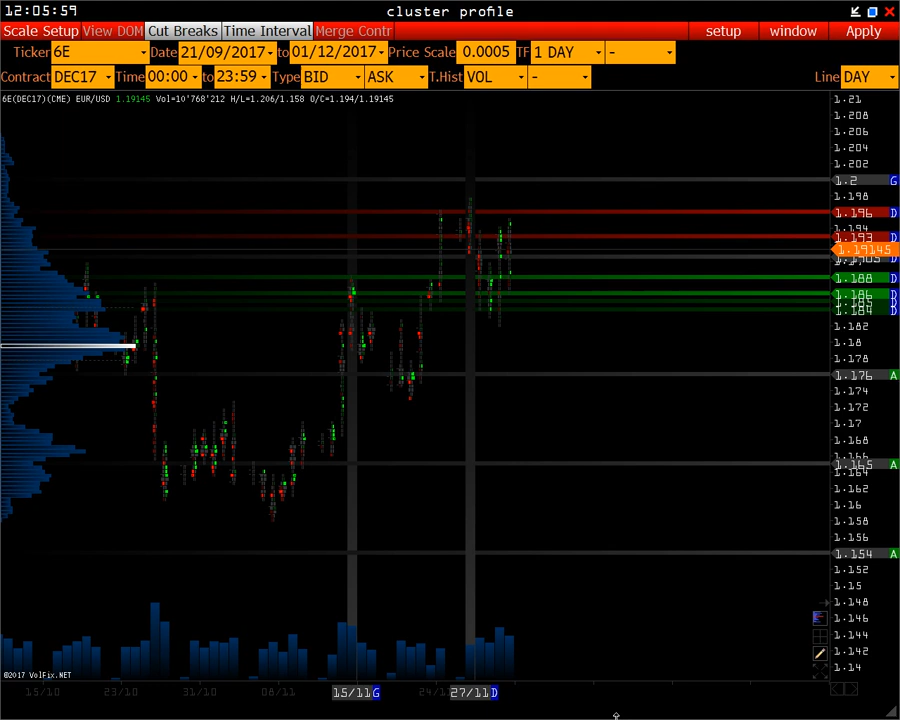 12:05:59 cluster profile
Scale Setup View DOM Cut Breaks Time Interval Merge Contr setup window Apply
Ticker 6E Date 21/09/2017 to 01/12/2017 Price Scale 0.0005 TF 1 DAY -
Contract DEC17 Time 00:00 to 23:59 Type BID ASK T.Hist VOL - Line DAY
6E(DEC17)(CME) EUR/USD 1.19145 Vol=10'768'212 H/L=1.206/1.158 O/C=1.194/1.19145
1.21
1.208
1.206
1.204
1.202
1.2 G
1.198
1.196 D
1.194
1.193 D
1.19145
D
1.188 D
1.186 D
D
1.184 D
1.182
1.18
1.178
1.176 A
1.174
1.172
1.17
1.168
1.165 A
1.164
1.162
1.16
1.158
1.156
1.154 A
1.152
1.15
1.148
1.146
1.144
1.142
1.14
©2017 VolFix.NET
15/10 23/10 31/10 08/11 15/11 G 24/11 27/11 D